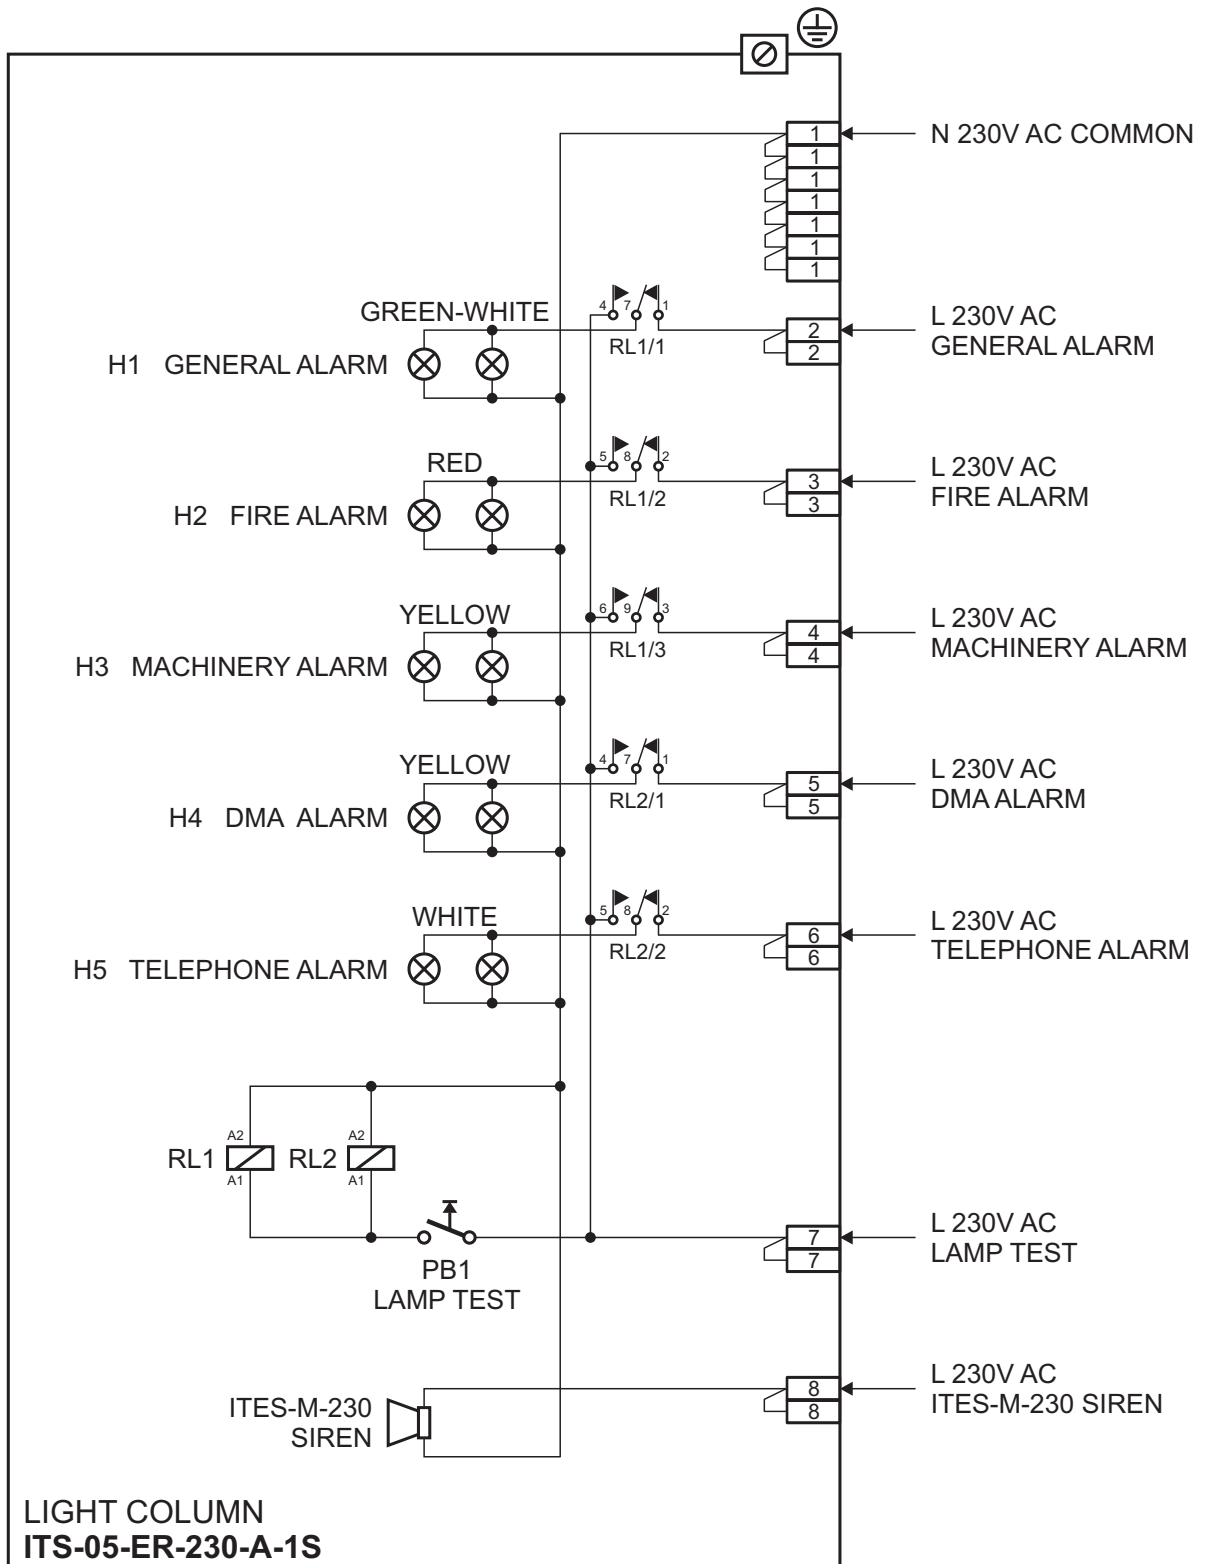 1
N 230V AC COMMON
1
1
1
1
1
1
GREEN-WHITE
4 7 1
RL1/1
2
2
L 230V AC
GENERAL ALARM
H1 GENERAL ALARM
RED
5 8 2
RL1/2
3
3
L 230V AC
FIRE ALARM
H2 FIRE ALARM
YELLOW
6 9 3
RL1/3
4
4
L 230V AC
MACHINERY ALARM
H3 MACHINERY ALARM
YELLOW
4 7 1
RL2/1
5
5
L 230V AC
DMA ALARM
H4 DMA ALARM
WHITE
5 8 2
RL2/2
6
6
L 230V AC
TELEPHONE ALARM
H5 TELEPHONE ALARM
A2
RL1
A1
A2
RL2
A1
PB1
LAMP TEST
7
7
L 230V AC
LAMP TEST
ITES-M-230
SIREN
8
8
L 230V AC
ITES-M-230 SIREN
LIGHT COLUMN
ITS-05-ER-230-A-1S